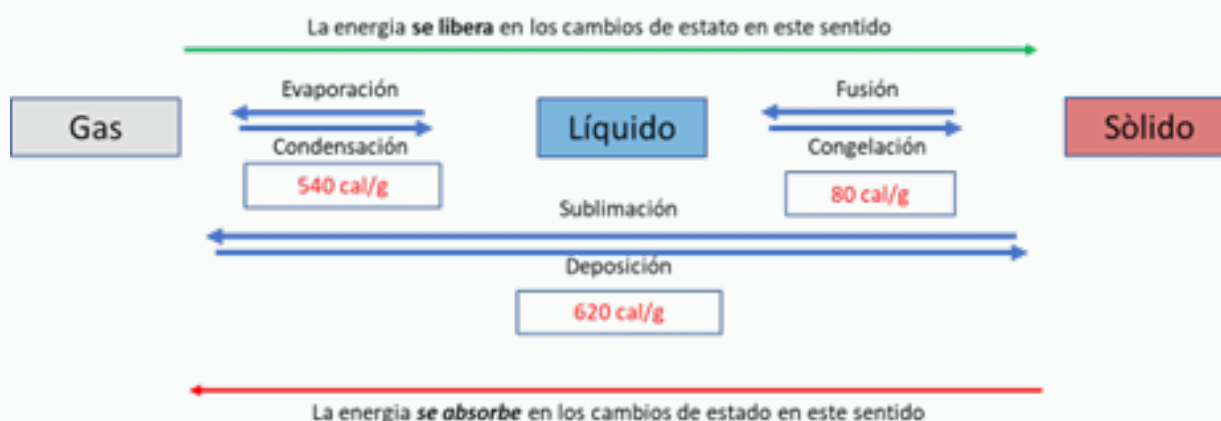 La energia se libera en los cambios de estato en este sentido
Evaporación
Fusión
Gas
Líquido
Sòlido
Condensación
Congelación
540 cal/g
80 cal/g
Sublimación
Deposición
620 cal/g
La energia se absorbe en los cambios de estado en este sentido